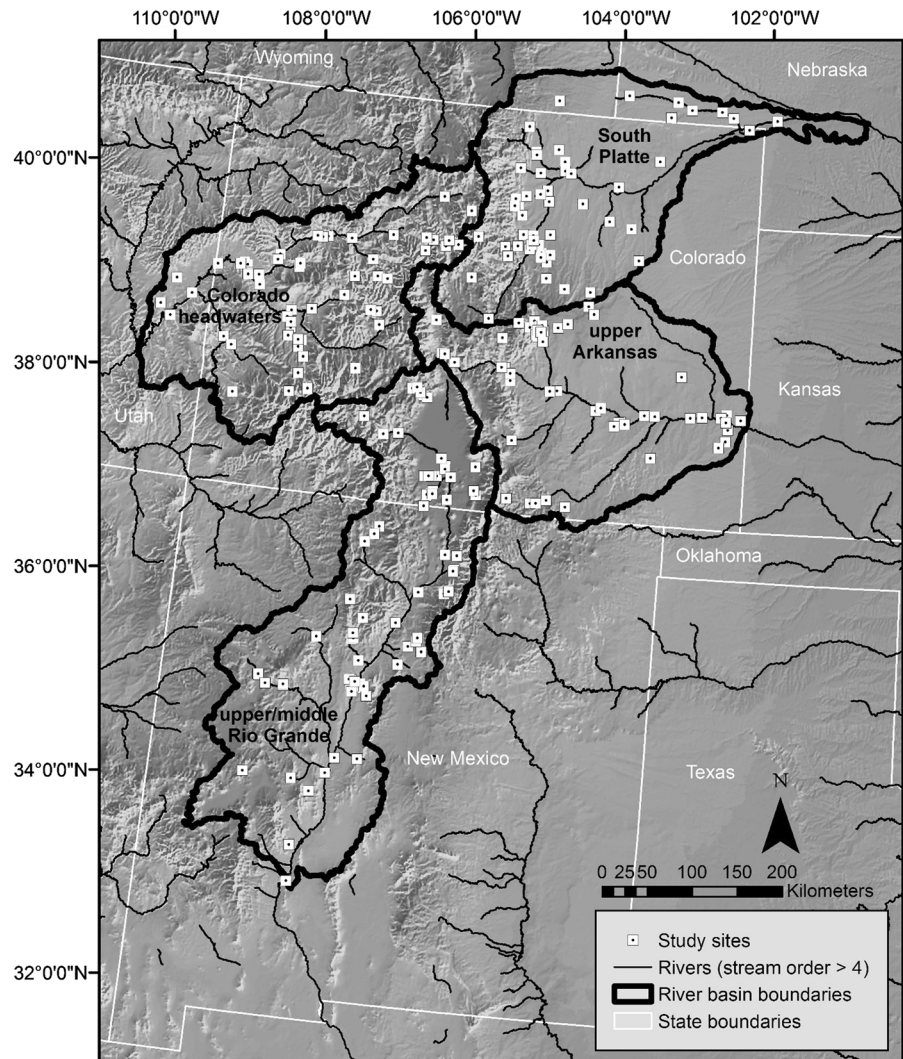 110°0'0"W 108°0'0"W 106°0'0"W 104°0'0"W 102°0'0"W
Wyoming
Nebraska
40°0'0"N
South
Platte
Colorado
Colorado
headwaters
upper
Arkansas
38°0'0"N
Kansas
Utah
36°0'0"N
Oklahoma
upper/middle
Rio Grande
New Mexico
34°0'0"N
Texas
N
0 25 50 100 150 200
Kilometers
Study sites
Rivers (stream order > 4)
River basin boundaries
State boundaries
32°0'0"N